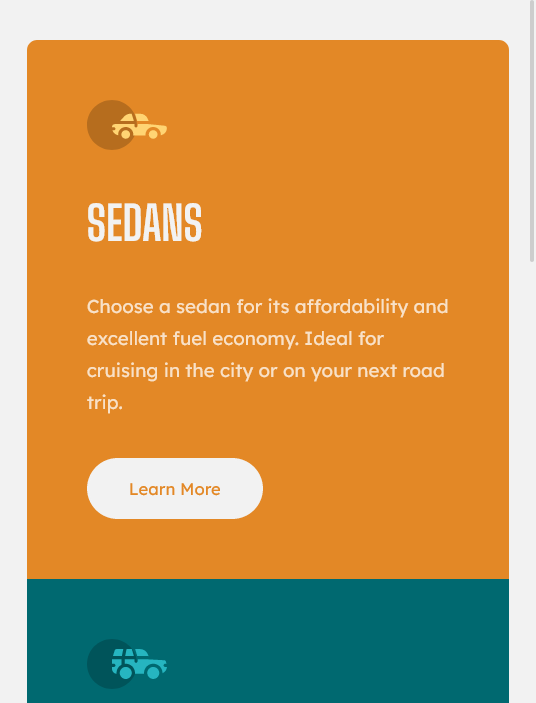 SEDANS
Choose a sedan for its affordability and
excellent fuel economy. Ideal for
cruising in the city or on your next road
trip.
Learn More